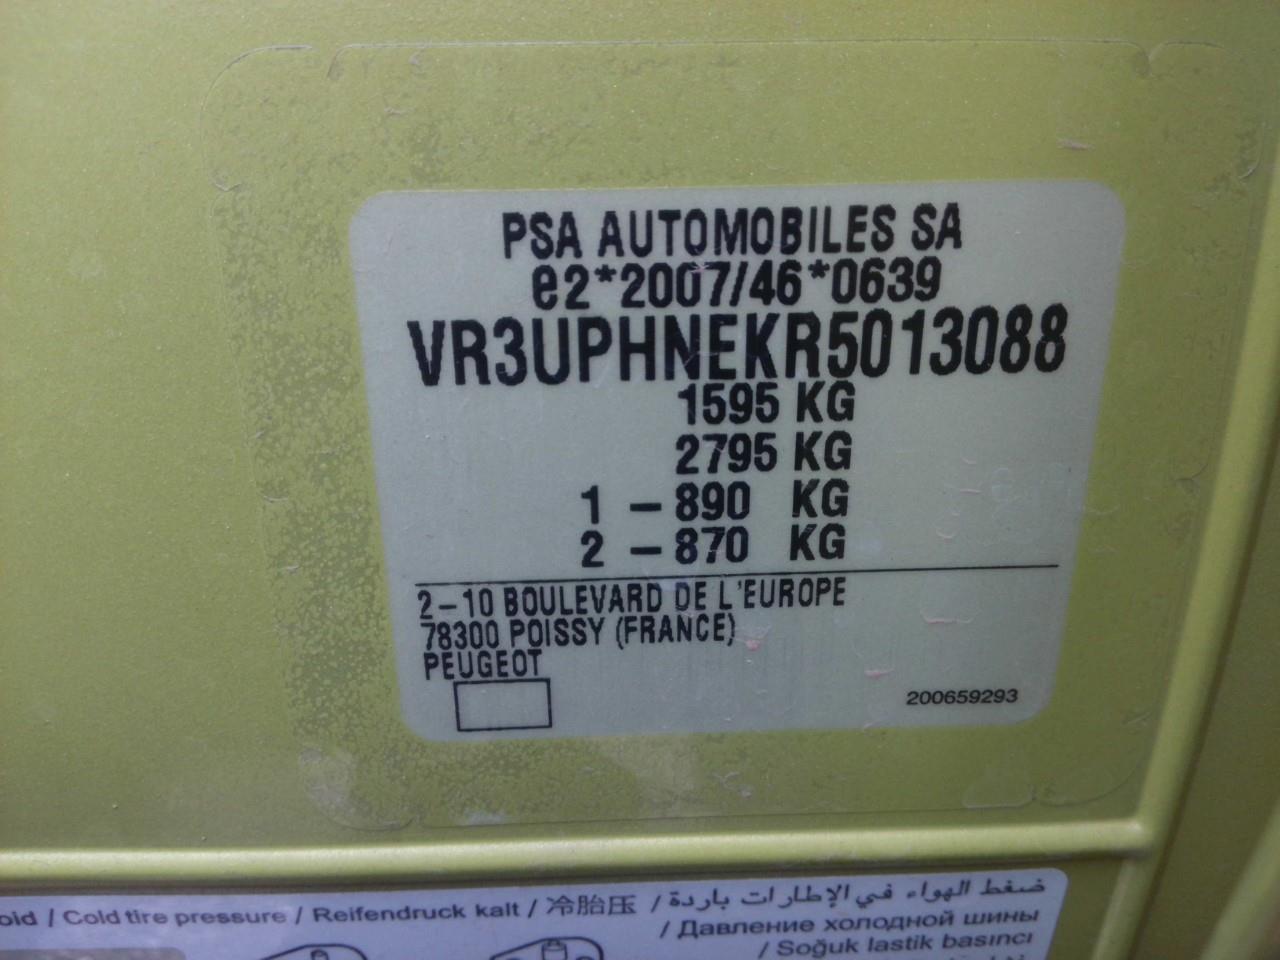 PSA AUTOMOBILES SA
e2*2007/46*0639
VR3UPHNEKR5013088
1595 KG
2795 KG
1 – 890 KG
2 – 870 KG
2–10 BOULEVARD DE L'EUROPE
78300 POISSY (FRANCE)
PEUGEOT
200659293
ضغط الهواء في الإطارات باردة /
oid / Cold tire pressure / Reifendruck kalt / 冷胎压 /
/ Давление холодной шины
/ Soğuk lastik basıncı